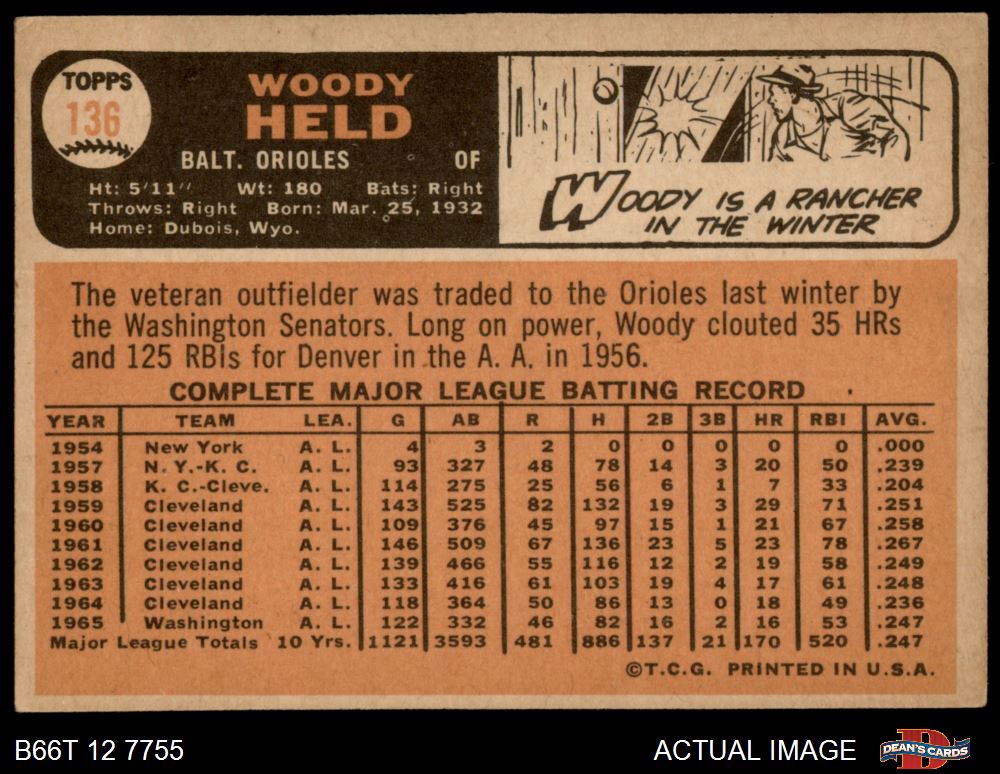 TOPPS
136
WOODY
HELD
BALT. ORIOLES OF
Ht: 5'11" Wt: 180 Bats: Right
Throws: Right Born: Mar. 25, 1932
Home: Dubois, Wyo.
WOODY IS A RANCHER
IN THE WINTER
The veteran outfielder was traded to the Orioles last winter by
the Washington Senators. Long on power, Woody clouted 35 HRs
and 125 RBIs for Denver in the A. A. in 1956.
COMPLETE MAJOR LEAGUE BATTING RECORD
YEAR TEAM LEA. G AB R H 2B 3B HR RBI AVG.
1954 New York A. L. 4 3 2 0 0 0 0 0 .000
1957 N. Y.-K. C. A. L. 93 327 48 78 14 3 20 50 .239
1958 K. C.-Cleve. A. L. 114 275 25 56 6 1 7 33 .204
1959 Cleveland A. L. 143 525 82 132 19 3 29 71 .251
1960 Cleveland A. L. 109 376 45 97 15 1 21 67 .258
1961 Cleveland A. L. 146 509 67 136 23 5 23 78 .267
1962 Cleveland A. L. 139 466 55 116 12 2 19 58 .249
1963 Cleveland A. L. 133 416 61 103 19 4 17 61 .248
1964 Cleveland A. L. 118 364 50 86 13 0 18 49 .236
1965 Washington A. L. 122 332 46 82 16 2 16 53 .247
Major League Totals 10 Yrs. 1121 3593 481 886 137 21 170 520 .247
©T.C.G. PRINTED IN U.S.A.
B66T 12 7755 ACTUAL IMAGE DEAN'S CARDS